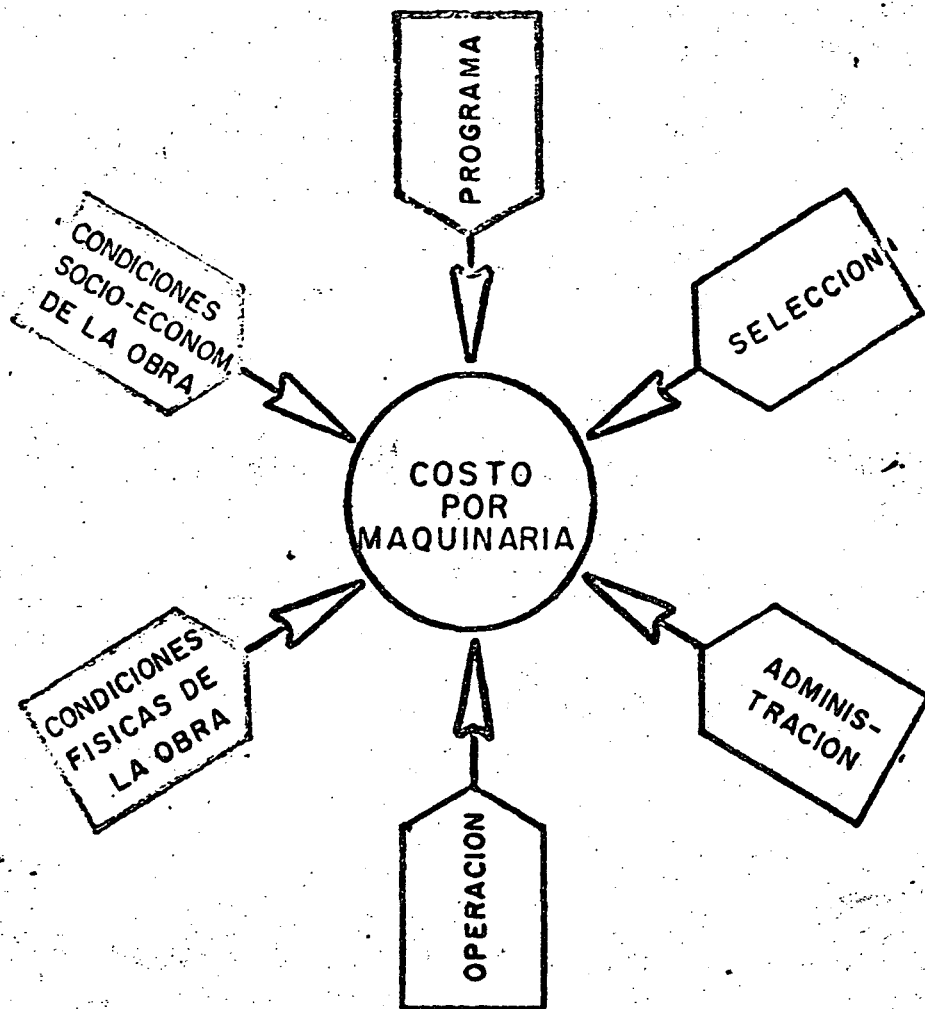 PROGRAMA
CONDICIONES
SOCIO-ECONOM.
DE LA OBRA
SELECCION
COSTO
POR
MAQUINARIA
CONDICIONES
FISICAS DE
LA OBRA
ADMINIS-
TRACION
OPERACION